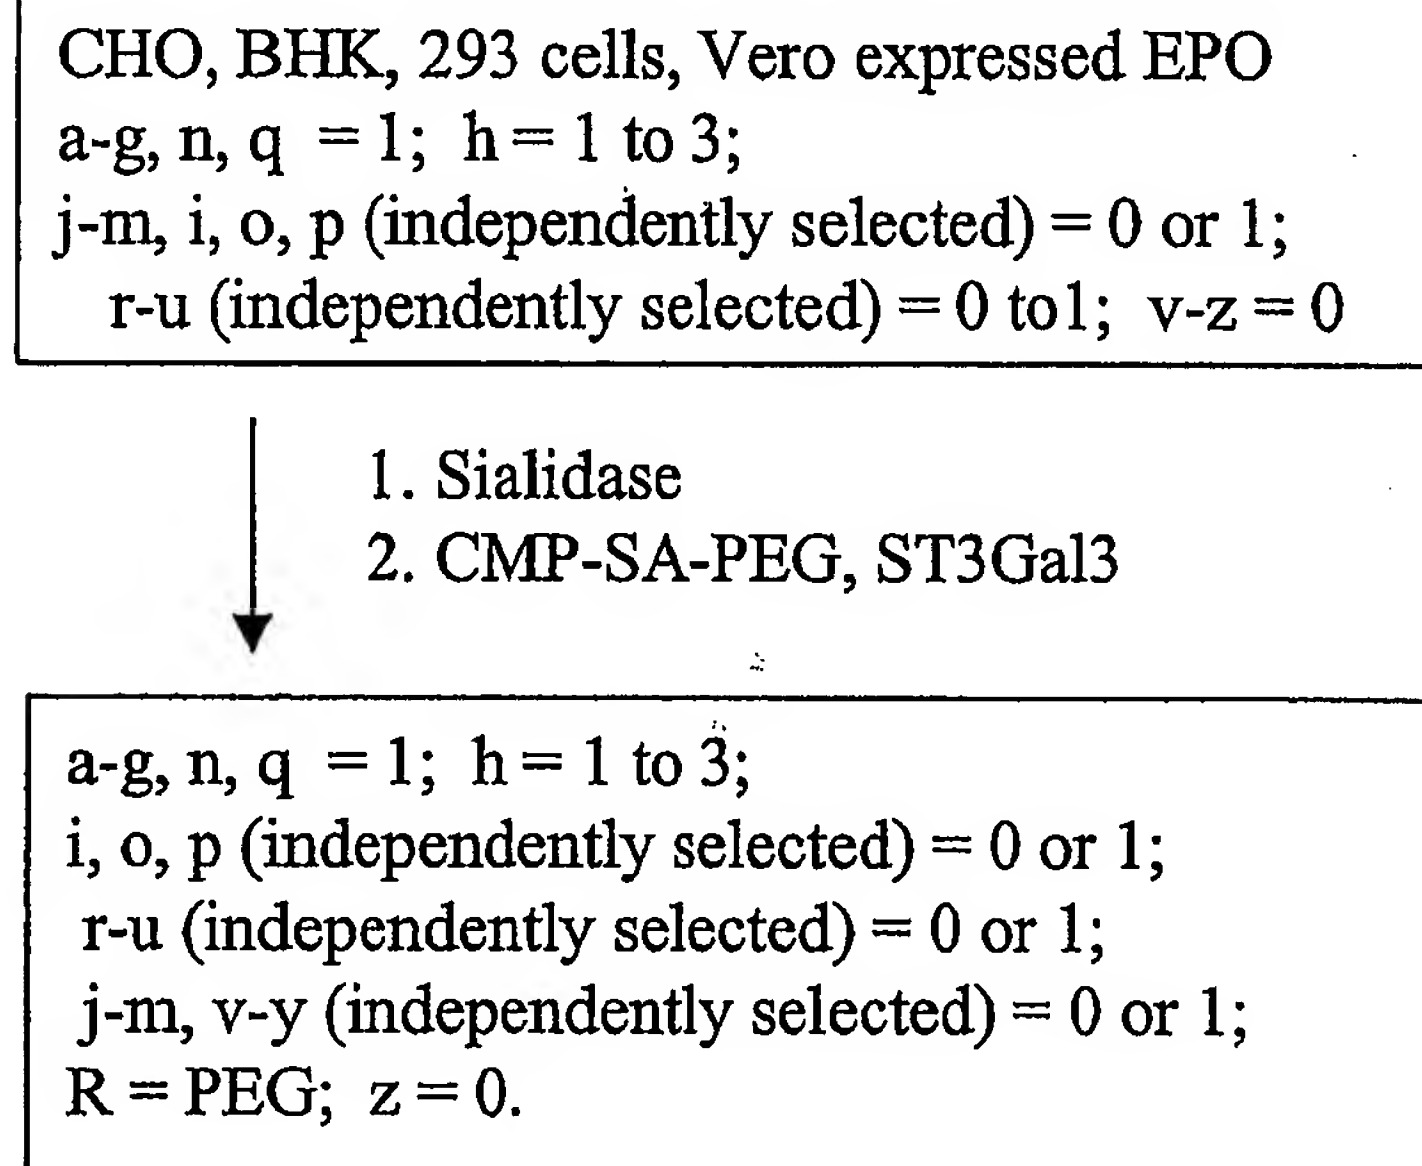 CHO, BHK, 293 cells, Vero expressed EPO
a-g, n, q = 1; h = 1 to 3;
j-m, i, o, p (independently selected) = 0 or 1;
r-u (independently selected) = 0 to1; v-z = 0
1. Sialidase
2. CMP-SA-PEG, ST3Gal3
a-g, n, q = 1; h = 1 to 3;
i, o, p (independently selected) = 0 or 1;
r-u (independently selected) = 0 or 1;
j-m, v-y (independently selected) = 0 or 1;
R = PEG; z = 0.